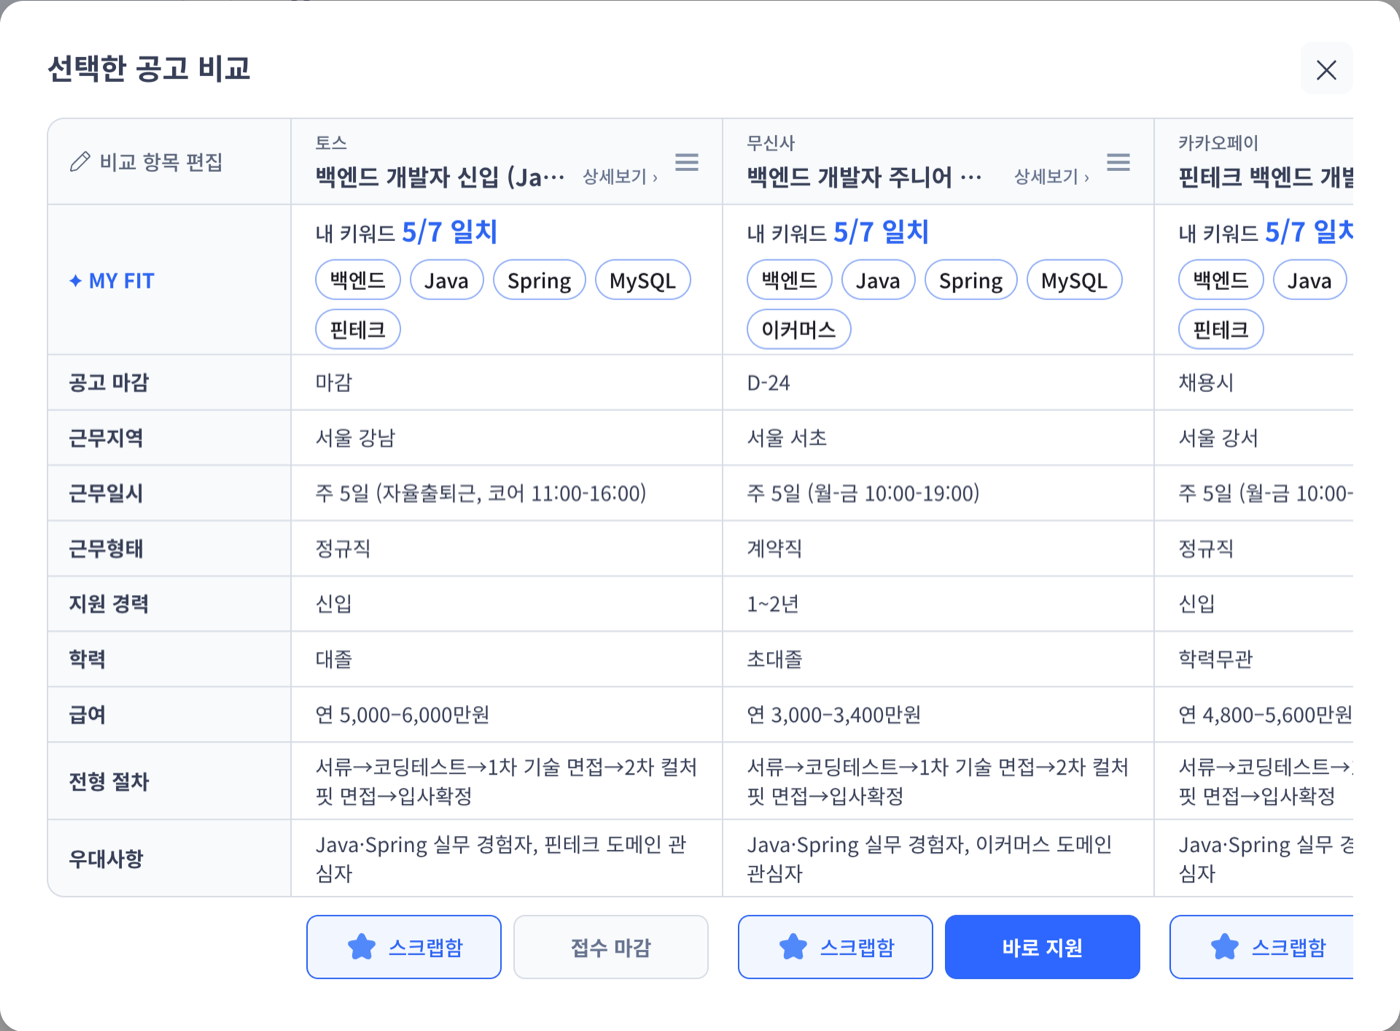 선택한 공고 비교
비교 항목 편집
토스
백엔드 개발자 신입 (Ja··· 상세보기 ›
무신사
백엔드 개발자 주니어 ··· 상세보기 ›
카카오페이
핀테크 백엔드 개발
MY FIT
내 키워드 5/7 일치
백엔드 Java Spring MySQL
핀테크
내 키워드 5/7 일치
백엔드 Java Spring MySQL
이커머스
내 키워드 5/7 일치
백엔드 Java
핀테크
공고 마감
마감
D-24
채용시
근무지역
서울 강남
서울 서초
서울 강서
근무일시
주 5일 (자율출퇴근, 코어 11:00-16:00)
주 5일 (월-금 10:00-19:00)
주 5일 (월-금 10:00-
근무형태
정규직
계약직
정규직
지원 경력
신입
1~2년
신입
학력
대졸
초대졸
학력무관
급여
연 5,000–6,000만원
연 3,000–3,400만원
연 4,800–5,600만원
전형 절차
서류→코딩테스트→1차 기술 면접→2차 컬처
핏 면접→입사확정
서류→코딩테스트→1차 기술 면접→2차 컬처
핏 면접→입사확정
서류→코딩테스트→
핏 면접→입사확정
우대사항
Java·Spring 실무 경험자, 핀테크 도메인 관
심자
Java·Spring 실무 경험자, 이커머스 도메인
관심자
Java·Spring 실무 경
심자
스크랩함
접수 마감
스크랩함
바로 지원
스크랩함